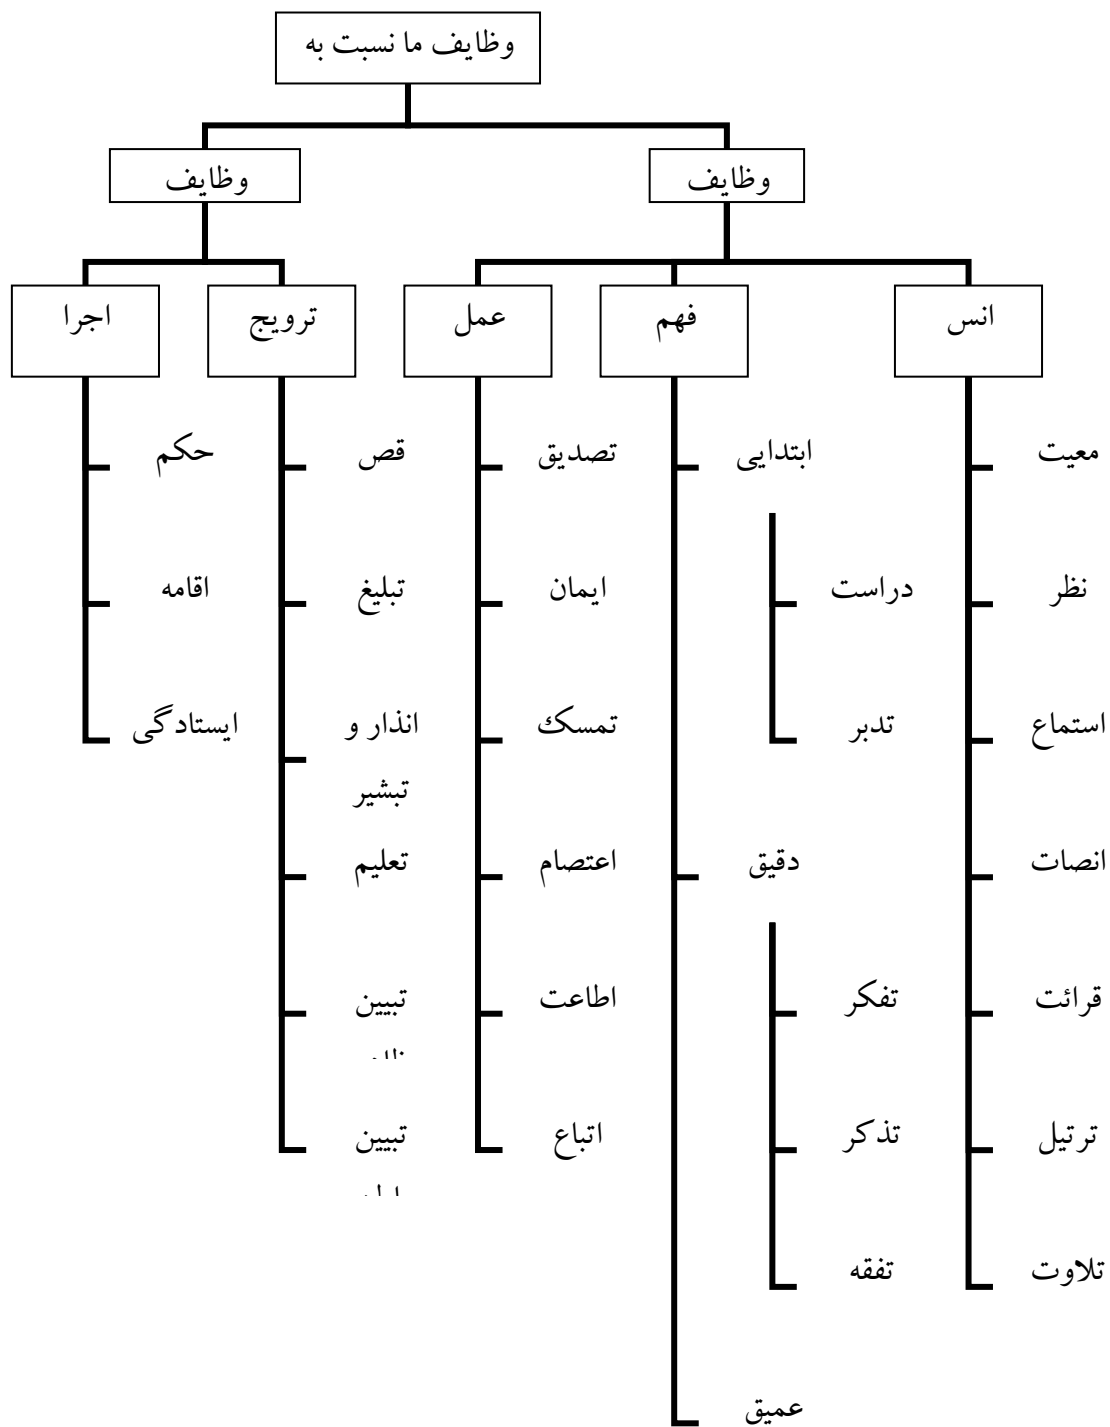 وظایف ما نسبت به
وظایف
وظایف
انس
فهم
عمل
ترویج
اجرا
معیت
ابتدایی
تصدیق
قص
حکم
نظر
دراست
ایمان
تبلیغ
اقامه
استماع
تدبر
تمسک
انذار و
تبشیر
ایستادگی
انصات
دقیق
اعتصام
تعلیم
قرائت
تفکر
اطاعت
تبیین
ترتیل
تذکر
اتباع
تبیین
تلاوت
تفقه
عمیق